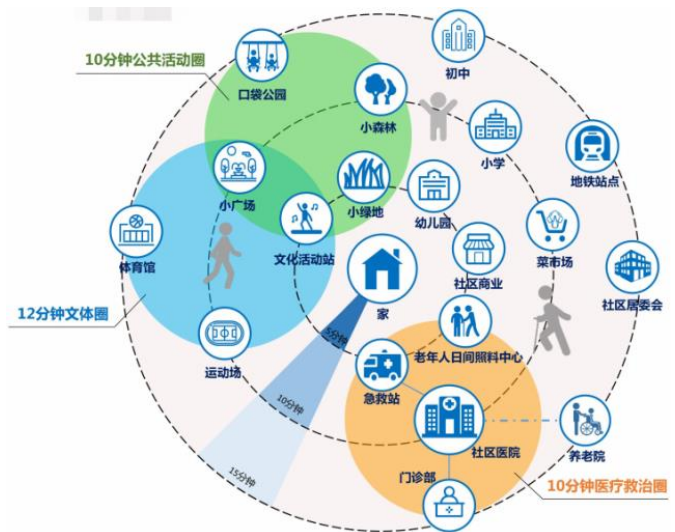 初中
10分钟公共活动圈
口袋公园
小森林
小学
地铁站点
小广场
小绿地
幼儿园
文化活动站
社区商业
菜市场
体育馆
家
社区居委会
12分钟文体圈
5分钟
老年人日间照料中心
运动场
急救站
10分钟
社区医院
养老院
15分钟
门诊部
10分钟医疗救治圈